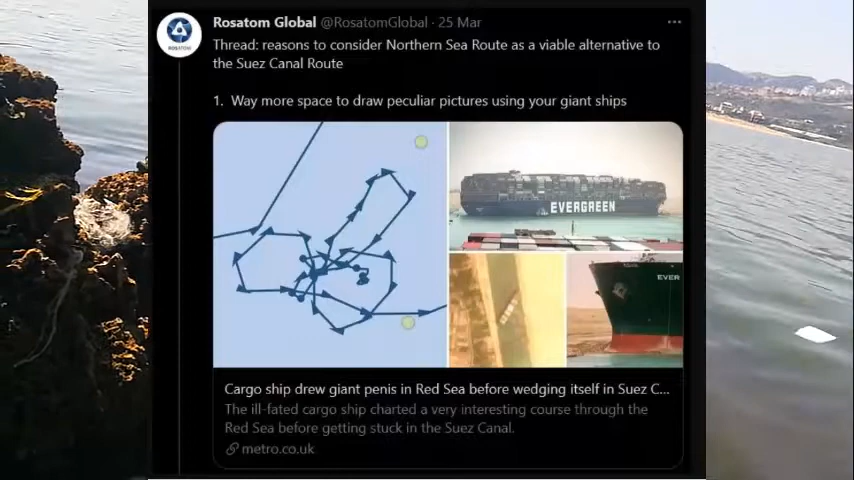 Rosatom Global @RosatomGlobal · 25 Mar
ROSATOM
Thread: reasons to consider Northern Sea Route as a viable alternative to
the Suez Canal Route
1. Way more space to draw peculiar pictures using your giant ships
EVERGREEN
EVER
Cargo ship drew giant penis in Red Sea before wedging itself in Suez C...
The ill-fated cargo ship charted a very interesting course through the
Red Sea before getting stuck in the Suez Canal.
metro.co.uk